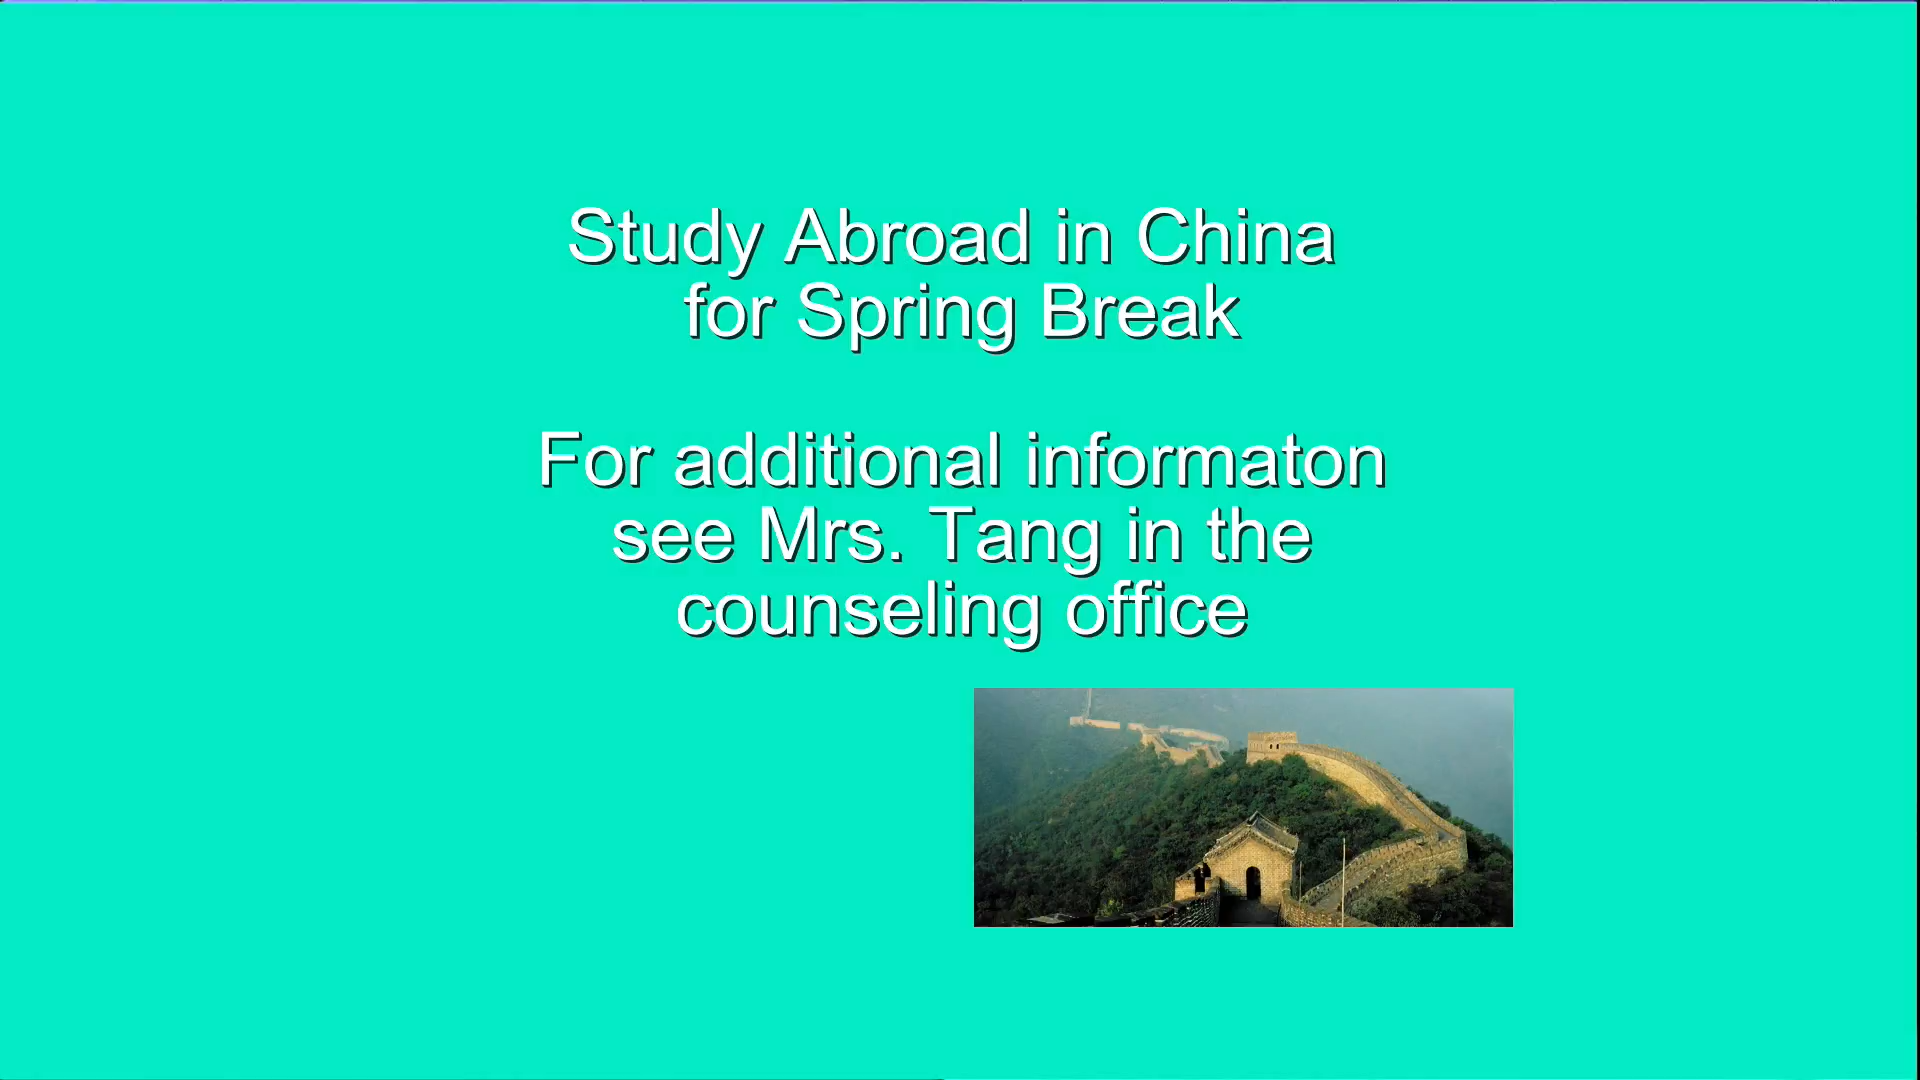 Study Abroad in China
for Spring Break
For additional informaton
see Mrs. Tang in the
counseling office